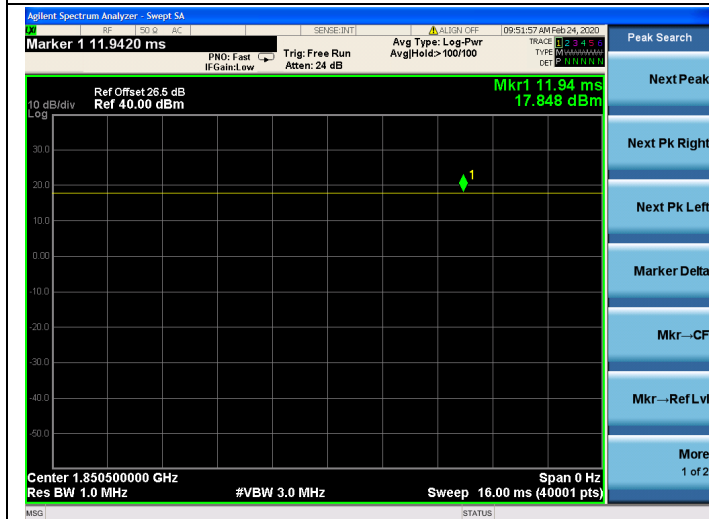 Agilent Spectrum Analyzer - Swept SA
LXI RF 50 Ω AC SENSE:INT ALIGN OFF 09:51:57 AM Feb 24, 2020
Marker 1 11.9420 ms
PNO: Fast
IFGain:Low
Trig: Free Run
Atten: 24 dB
Avg Type: Log-Pwr
Avg|Hold:>100/100
TRACE 1 2 3 4 5 6
TYPE M
DET P N N N N N
Ref Offset 26.5 dB
10 dB/div Ref 40.00 dBm
Log
Mkr1 11.94 ms
17.848 dBm
30.0
1
20.0
10.0
0.00
-10.0
-20.0
-30.0
-40.0
-50.0
Center 1.850500000 GHz Span 0 Hz
Res BW 1.0 MHz #VBW 3.0 MHz Sweep 16.00 ms (40001 pts)
MSG STATUS
Peak Search
Next Peak
Next Pk Right
Next Pk Left
Marker Delta
Mkr→CF
Mkr→Ref Lvl
More
1 of 2